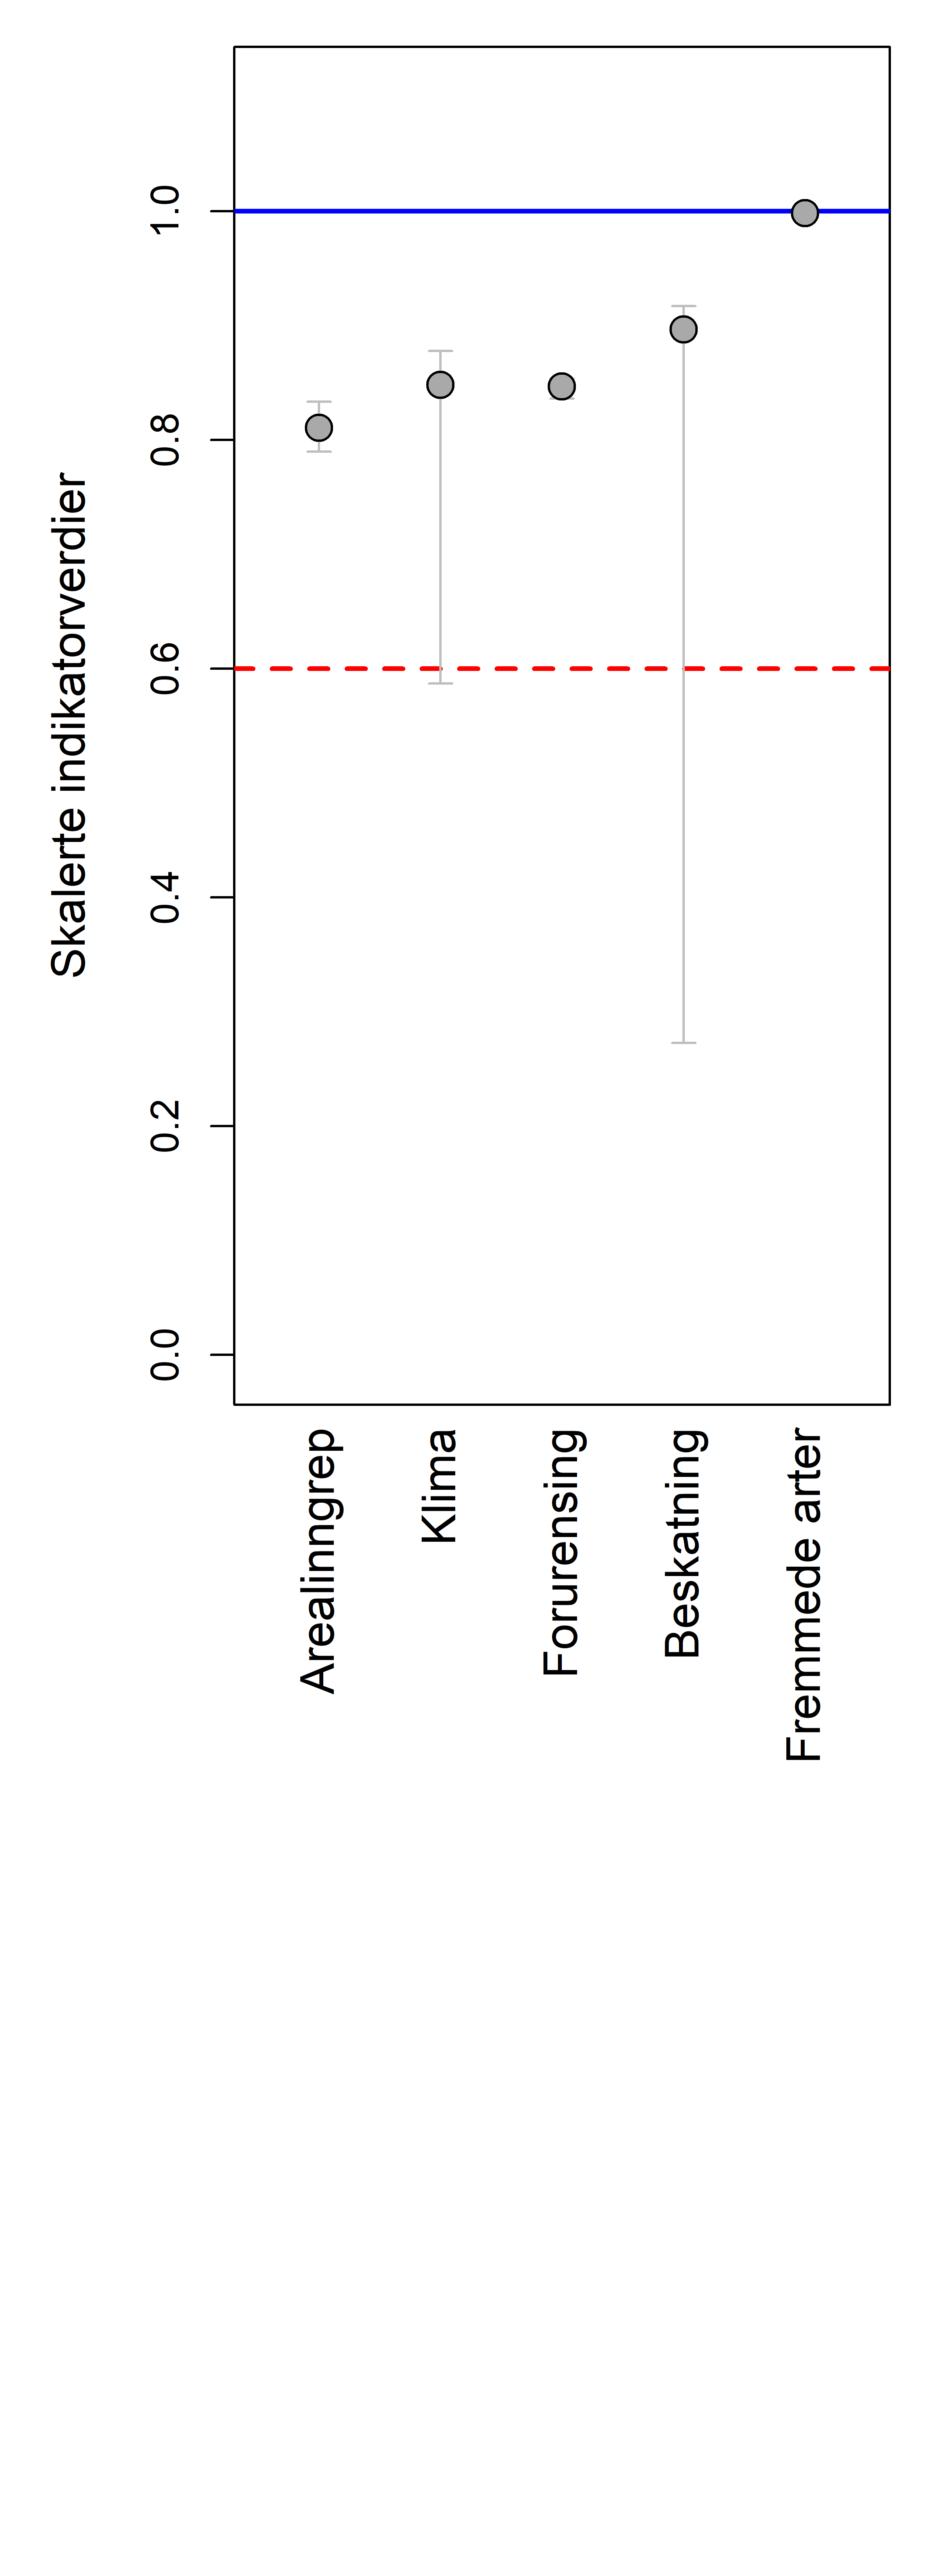 Skalerte indikatorverdier
1.0
0.8
0.6
0.4
0.2
0.0
Arealinngrep
Klima
Forurensing
Beskatning
Fremmede arter